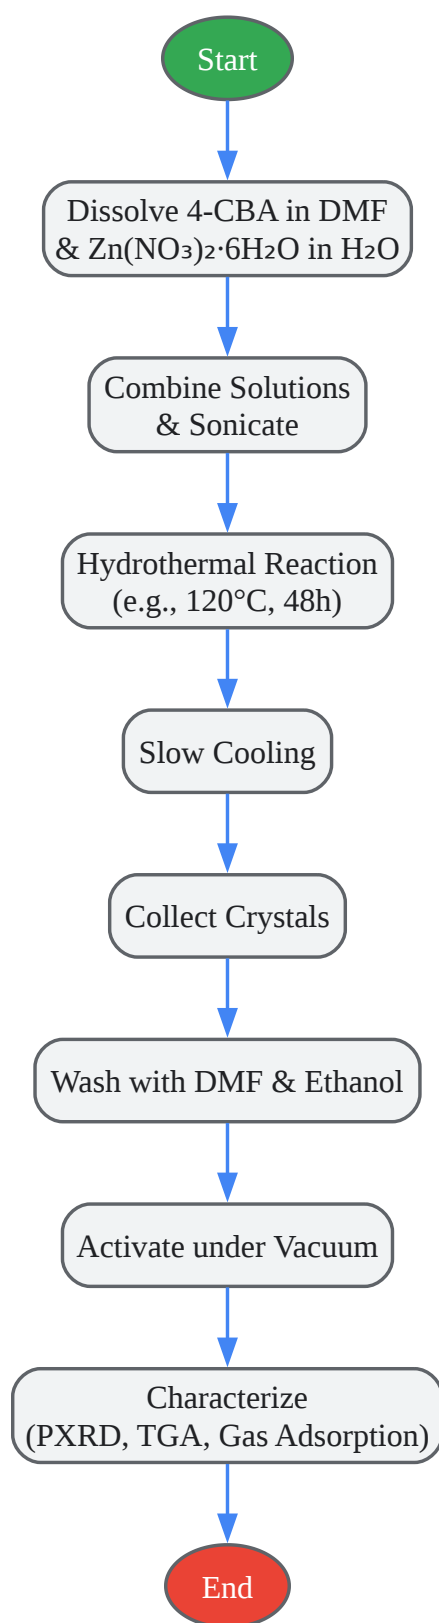 Start
Dissolve 4-CBA in DMF
& Zn(NO₃)₂·6H₂O in H₂O
Combine Solutions
& Sonicate
Hydrothermal Reaction
(e.g., 120°C, 48h)
Slow Cooling
Collect Crystals
Wash with DMF & Ethanol
Activate under Vacuum
Characterize
(PXRD, TGA, Gas Adsorption)
End